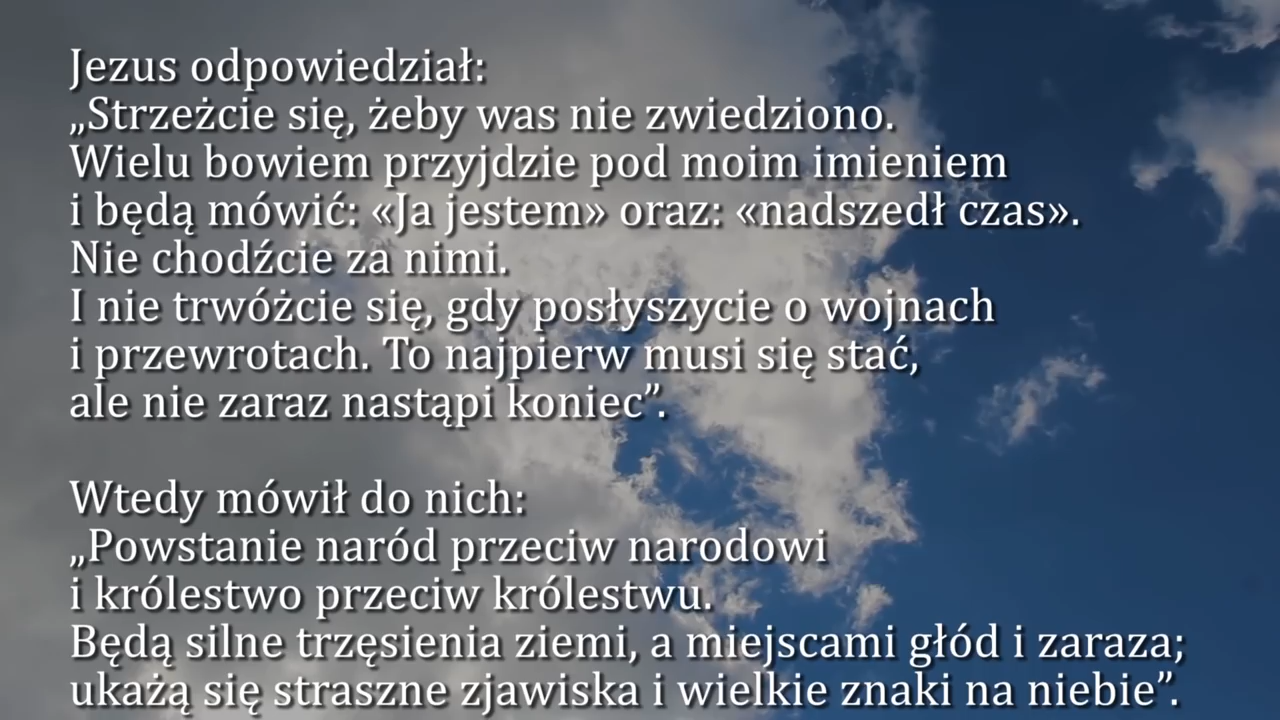 Jezus odpowiedział:
„Strzeżcie się, żeby was nie zwiedziono.
Wielu bowiem przyjdzie pod moim imieniem
i będą mówić: «Ja jestem» oraz: «nadszedł czas».
Nie chodźcie za nimi.
I nie trwóżcie się, gdy posłyszycie o wojnach
i przewrotach. To najpierw musi się stać,
ale nie zaraz nastąpi koniec”.
Wtedy mówił do nich:
„Powstanie naród przeciw narodowi
i królestwo przeciw królestwu.
Będą silne trzęsienia ziemi, a miejscami głód i zaraza;
ukażą się straszne zjawiska i wielkie znaki na niebie”.